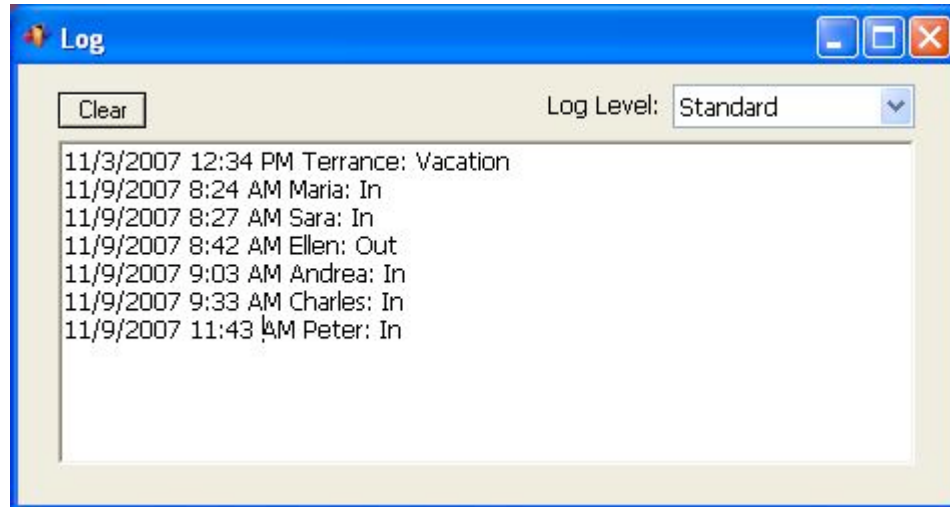 Log
Clear
Log Level: Standard
11/3/2007 12:34 PM Terrance: Vacation
11/9/2007 8:24 AM Maria: In
11/9/2007 8:27 AM Sara: In
11/9/2007 8:42 AM Ellen: Out
11/9/2007 9:03 AM Andrea: In
11/9/2007 9:33 AM Charles: In
11/9/2007 11:43 AM Peter: In